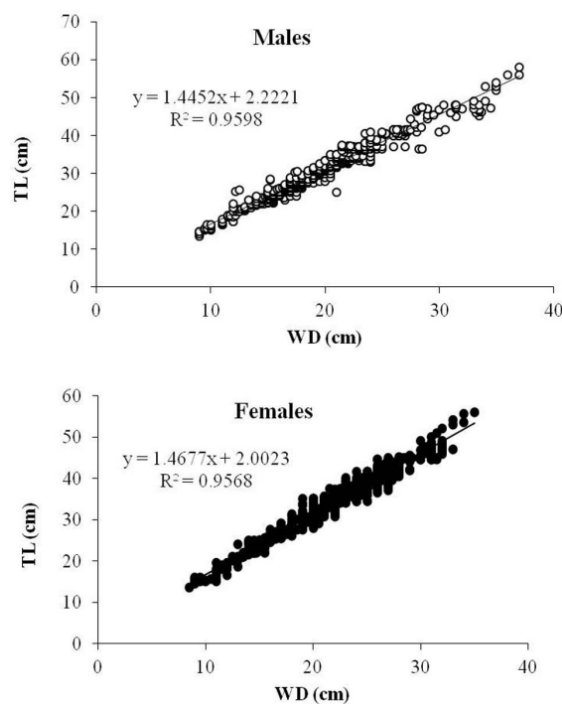 Males
y = 1.4452x + 2.2221
R² = 0.9598
TL (cm)
70
60
50
40
30
20
10
0
0 10 20 30 40
WD (cm)
Females
y = 1.4677x + 2.0023
R² = 0.9568
TL (cm)
60
50
40
30
20
10
0
0 10 20 30 40
WD (cm)